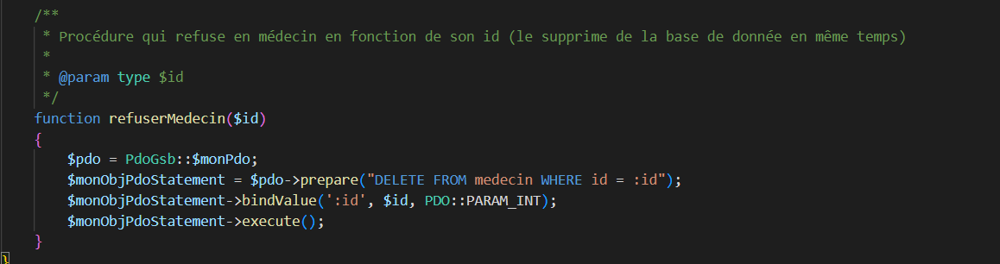 /**
* Procédure qui refuse en médecin en fonction de son id (le supprime de la base de donnée en même temps)
*
* @param type $id
*/
function refuserMedecin($id)
{
$pdo = PdoGsb::$monPdo;
$monObjPdoStatement = $pdo->prepare("DELETE FROM medecin WHERE id = :id");
$monObjPdoStatement->bindValue(':id', $id, PDO::PARAM_INT);
$monObjPdoStatement->execute();
}
}